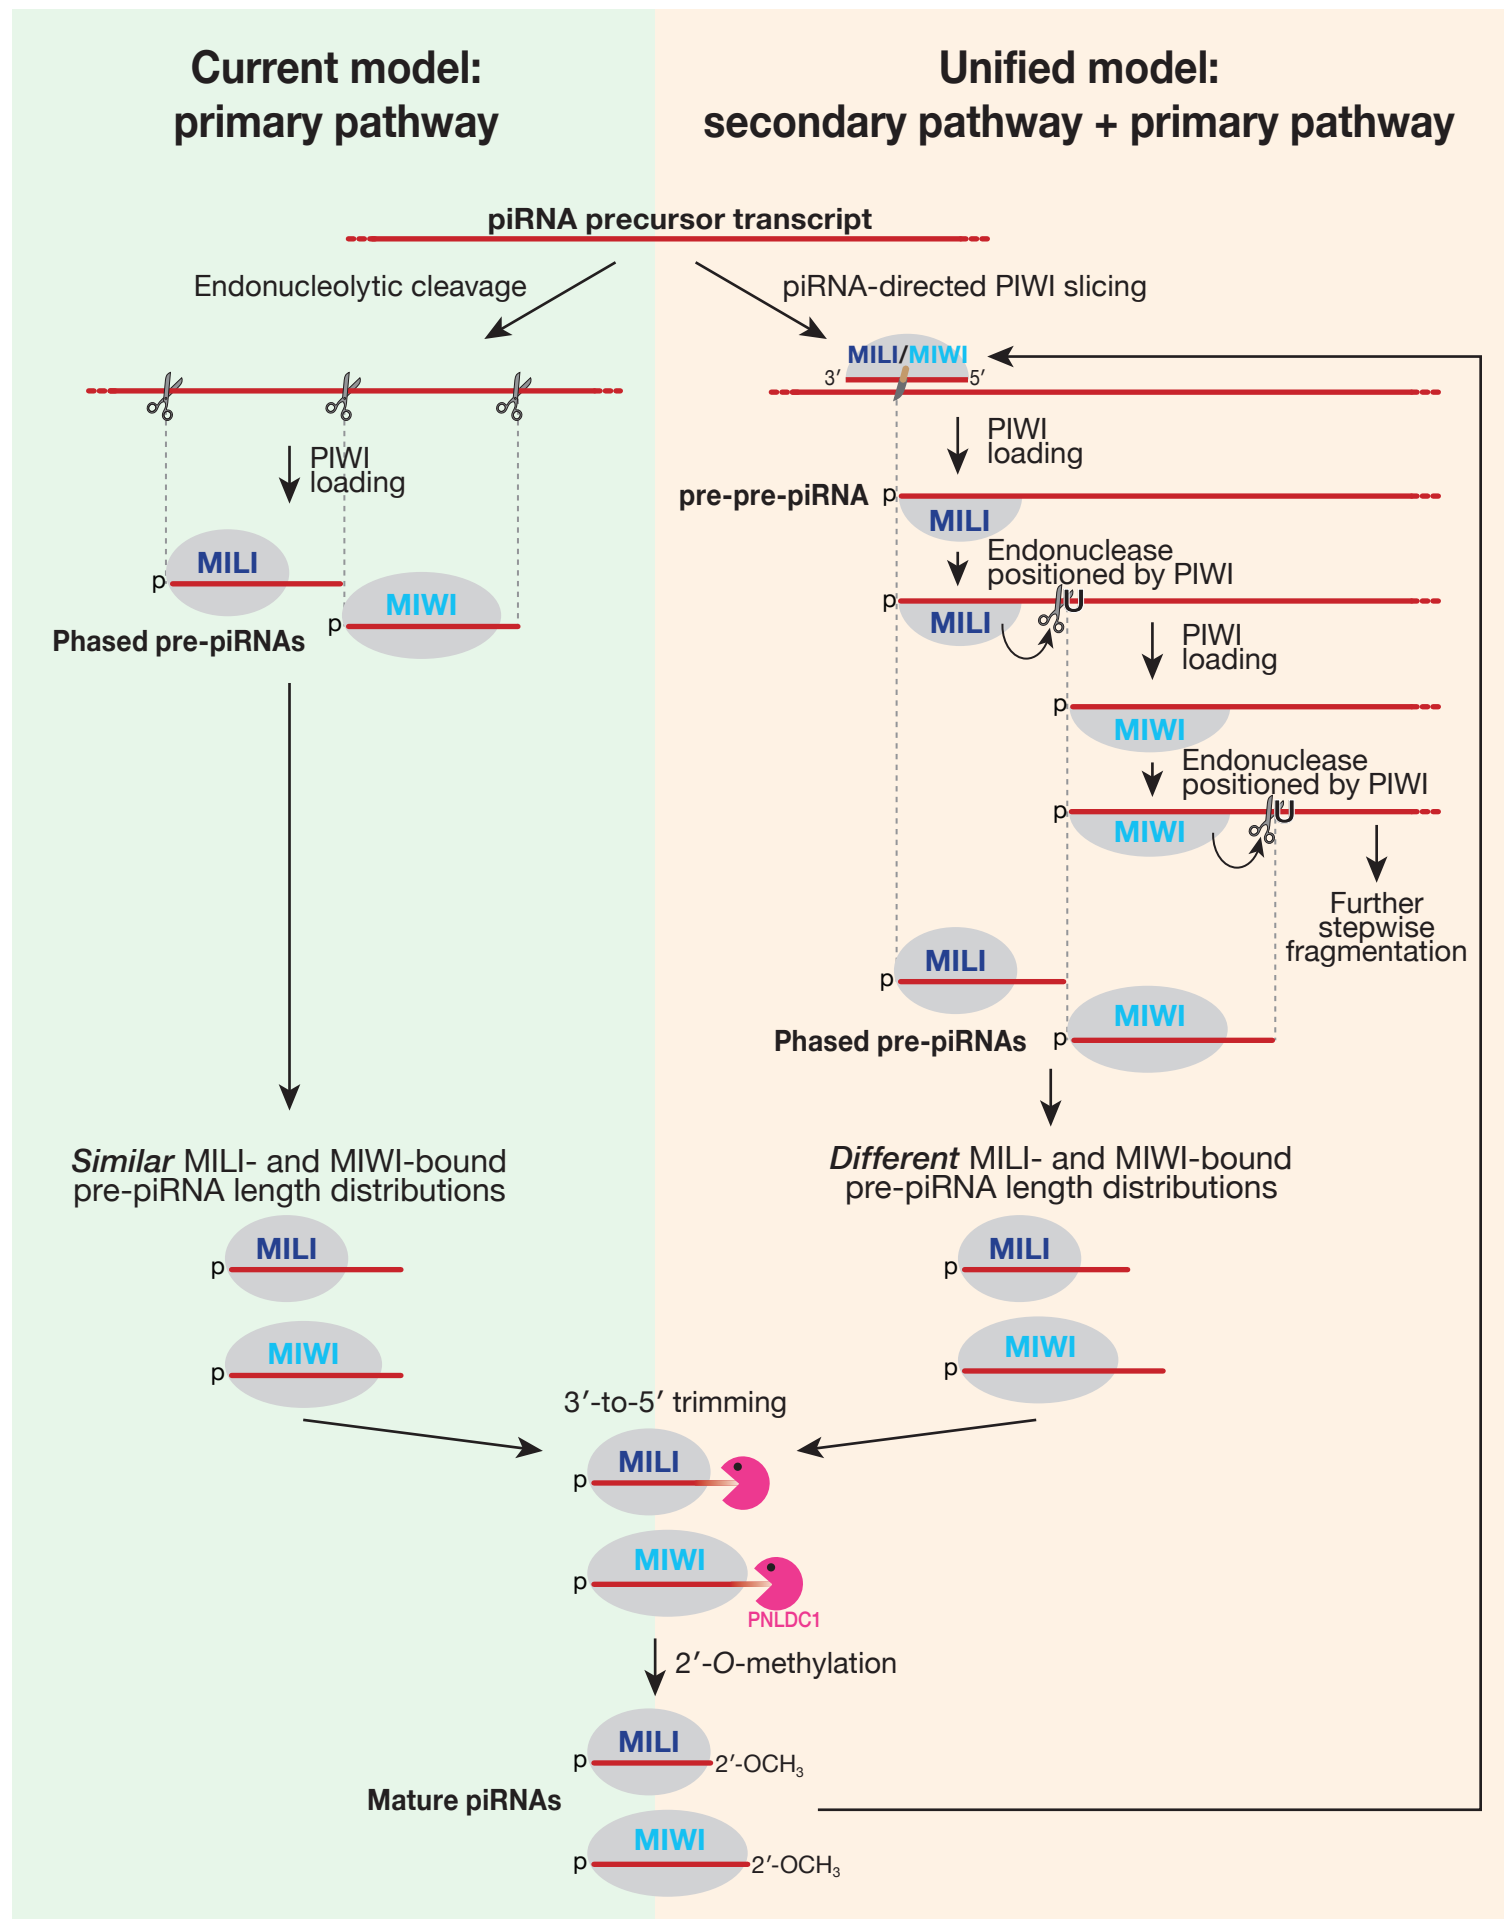 Current model:
primary pathway
Unified model:
secondary pathway + primary pathway
piRNA precursor transcript
Endonucleolytic cleavage
piRNA-directed PIWI slicing
MILI/MIWI
3′
5′
PIWI
loading
PIWI
loading
pre-pre-piRNA
p
MILI
MILI
p
Endonuclease
positioned by PIWI
p
U
MILI
MIWI
p
Phased pre-piRNAs
PIWI
loading
p
MIWI
Endonuclease
positioned by PIWI
p
U
MIWI
Further
stepwise
fragmentation
MILI
p
MIWI
Phased pre-piRNAs
p
Similar MILI- and MIWI-bound
pre-piRNA length distributions
MILI
p
MIWI
p
Different MILI- and MIWI-bound
pre-piRNA length distributions
MILI
p
MIWI
p
3′-to-5′ trimming
MILI
p
MIWI
p
PNLDC1
2′-O-methylation
MILI
p
2′-OCH3
Mature piRNAs
MIWI
p
2′-OCH3